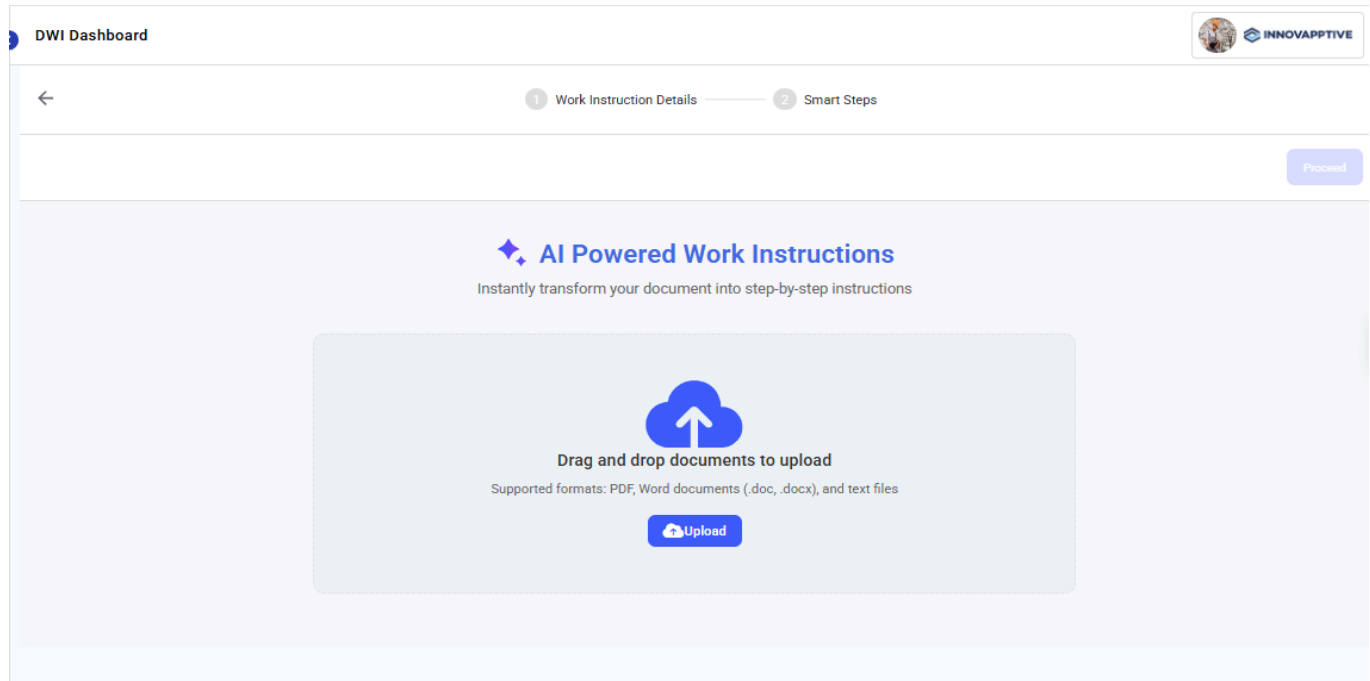 DWI Dashboard
INNOVAPPTIVE
1 Work Instruction Details
2 Smart Steps
Proceed
AI Powered Work Instructions
Instantly transform your document into step-by-step instructions
Drag and drop documents to upload
Supported formats: PDF, Word documents (.doc, .docx), and text files
Upload